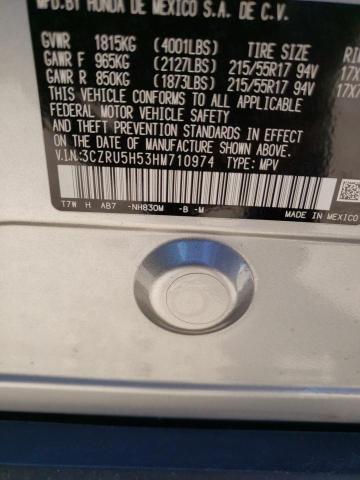 MFD.BY HONDA DE MEXICO S.A. DE C.V.
GVWR 1815KG (4001LBS) TIRE SIZE
GAWR F 965KG (2127LBS) 215/55R17 94V
GAWR R 850KG (1873LBS) 215/55R17 94V 17X7
THIS VEHICLE CONFORMS TO ALL APPLICABLE
FEDERAL MOTOR VEHICLE SAFETY AND
THEFT PREVENTION STANDARDS IN EFFECT ON
THE DATE OF MANUFACTURE SHOWN ABOVE.
V.I.N:3CZRU5H53HM710974 TYPE: MPV
T7W H AB7 -NH830M -B -M
MADE IN MEXICO